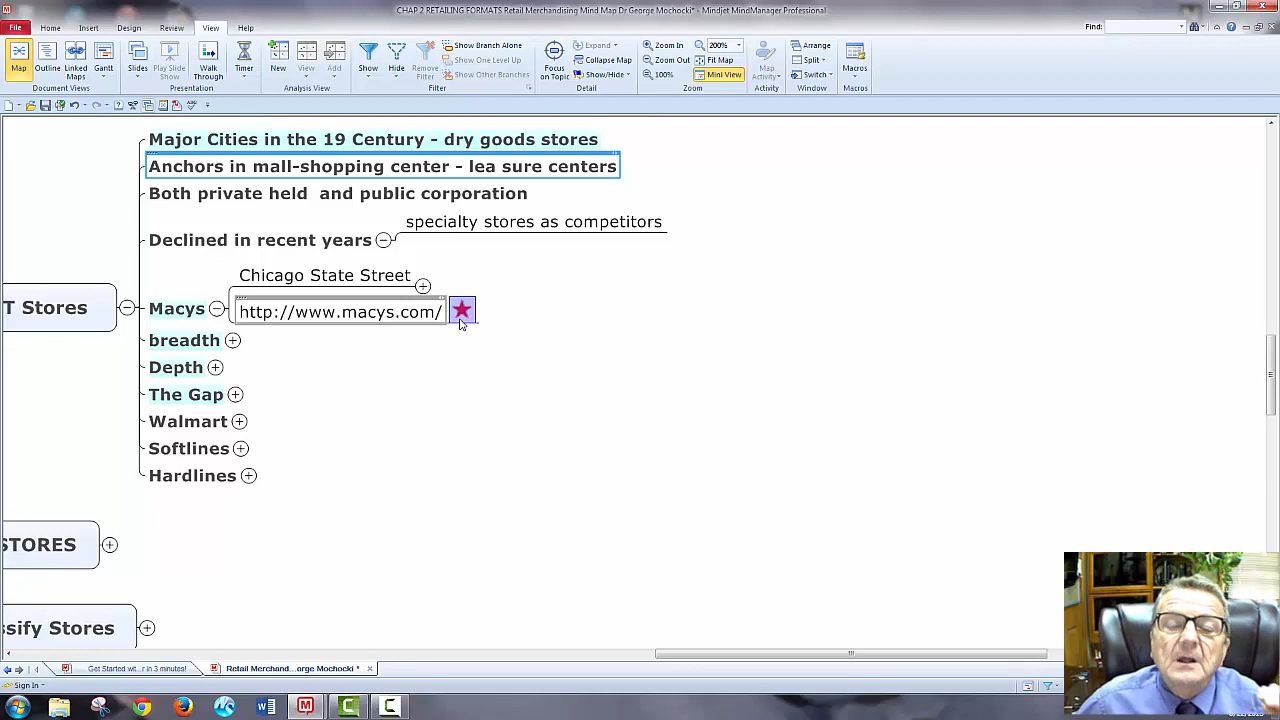 CHAP 2 RETAILING FORMATS Retail Merchandising Mind Map Dr George Mochocki* - Mindjet MindManager Professional
File Home Insert Design Review View Help Find:
Map Outline Linked Maps Gantt Slides Play Slide Show Walk Through Timer New View Add Show Hide Remove Filter Show Branch Alone Show One Level Up Show Other Branches Focus on Topic Expand Collapse Map Show/Hide Zoom In Zoom Out 100% 200% Fit Map Mini View Map Activity Arrange Split Switch Macros
Document Views Presentation Analysis View Filter Detail Zoom Activity Window Macros
Major Cities in the 19 Century - dry goods stores
Anchors in mall-shopping center - lea sure centers
Both private held and public corporation
specialty stores as competitors
Declined in recent years
Chicago State Street
T Stores
Macys
http://www.macys.com/
breadth
Depth
The Gap
Walmart
Softlines
Hardlines
STORES
ssify Stores
Get Started wit...r in 3 minutes! Retail Merchand...orge Mochocki *
Sign In